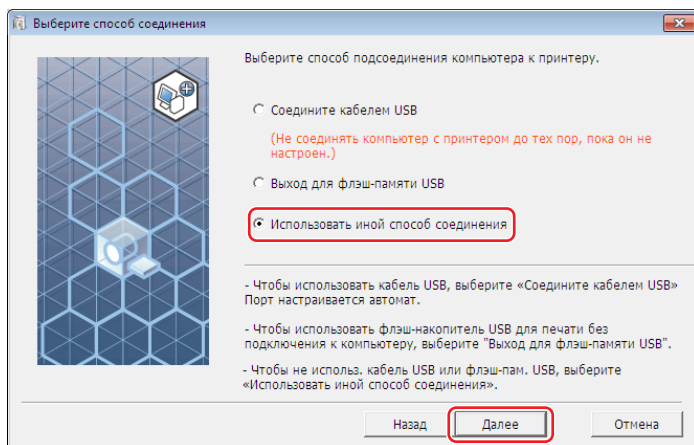 Выберите способ соединения
Выберите способ подсоединения компьютера к принтеру.
Соедините кабелем USB
(Не соединять компьютер с принтером до тех пор, пока он не
настроен.)
Выход для флэш-памяти USB
Использовать иной способ соединения
- Чтобы использовать кабель USB, выберите «Соедините кабелем USB»
Порт настраивается автомат.
- Чтобы использовать флэш-накопитель USB для печати без
подключения к компьютеру, выберите "Выход для флэш-памяти USB".
- Чтобы не использ. кабель USB или флэш-пам. USB, выберите
«Использовать иной способ соединения».
Назад
Далее
Отмена